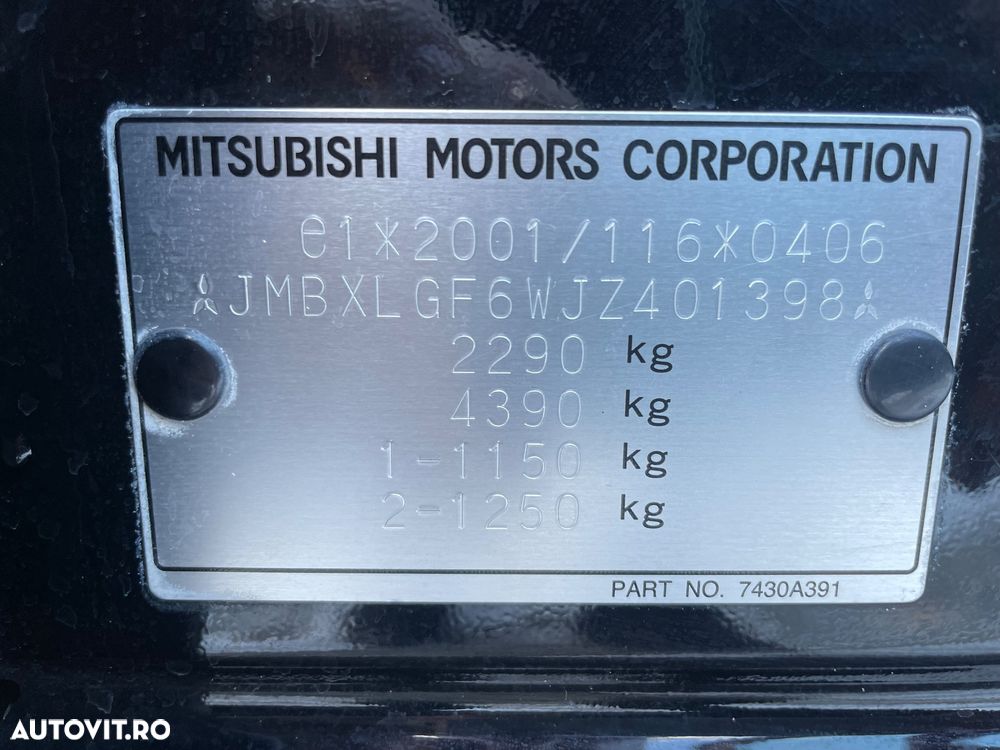 MITSUBISHI MOTORS CORPORATION
e1*2001/116*0406
JMBXLGF6WJZ401398
2290 kg
4390 kg
1-1150 kg
2-1250 kg
PART NO. 7430A391
AUTOVIT.RO